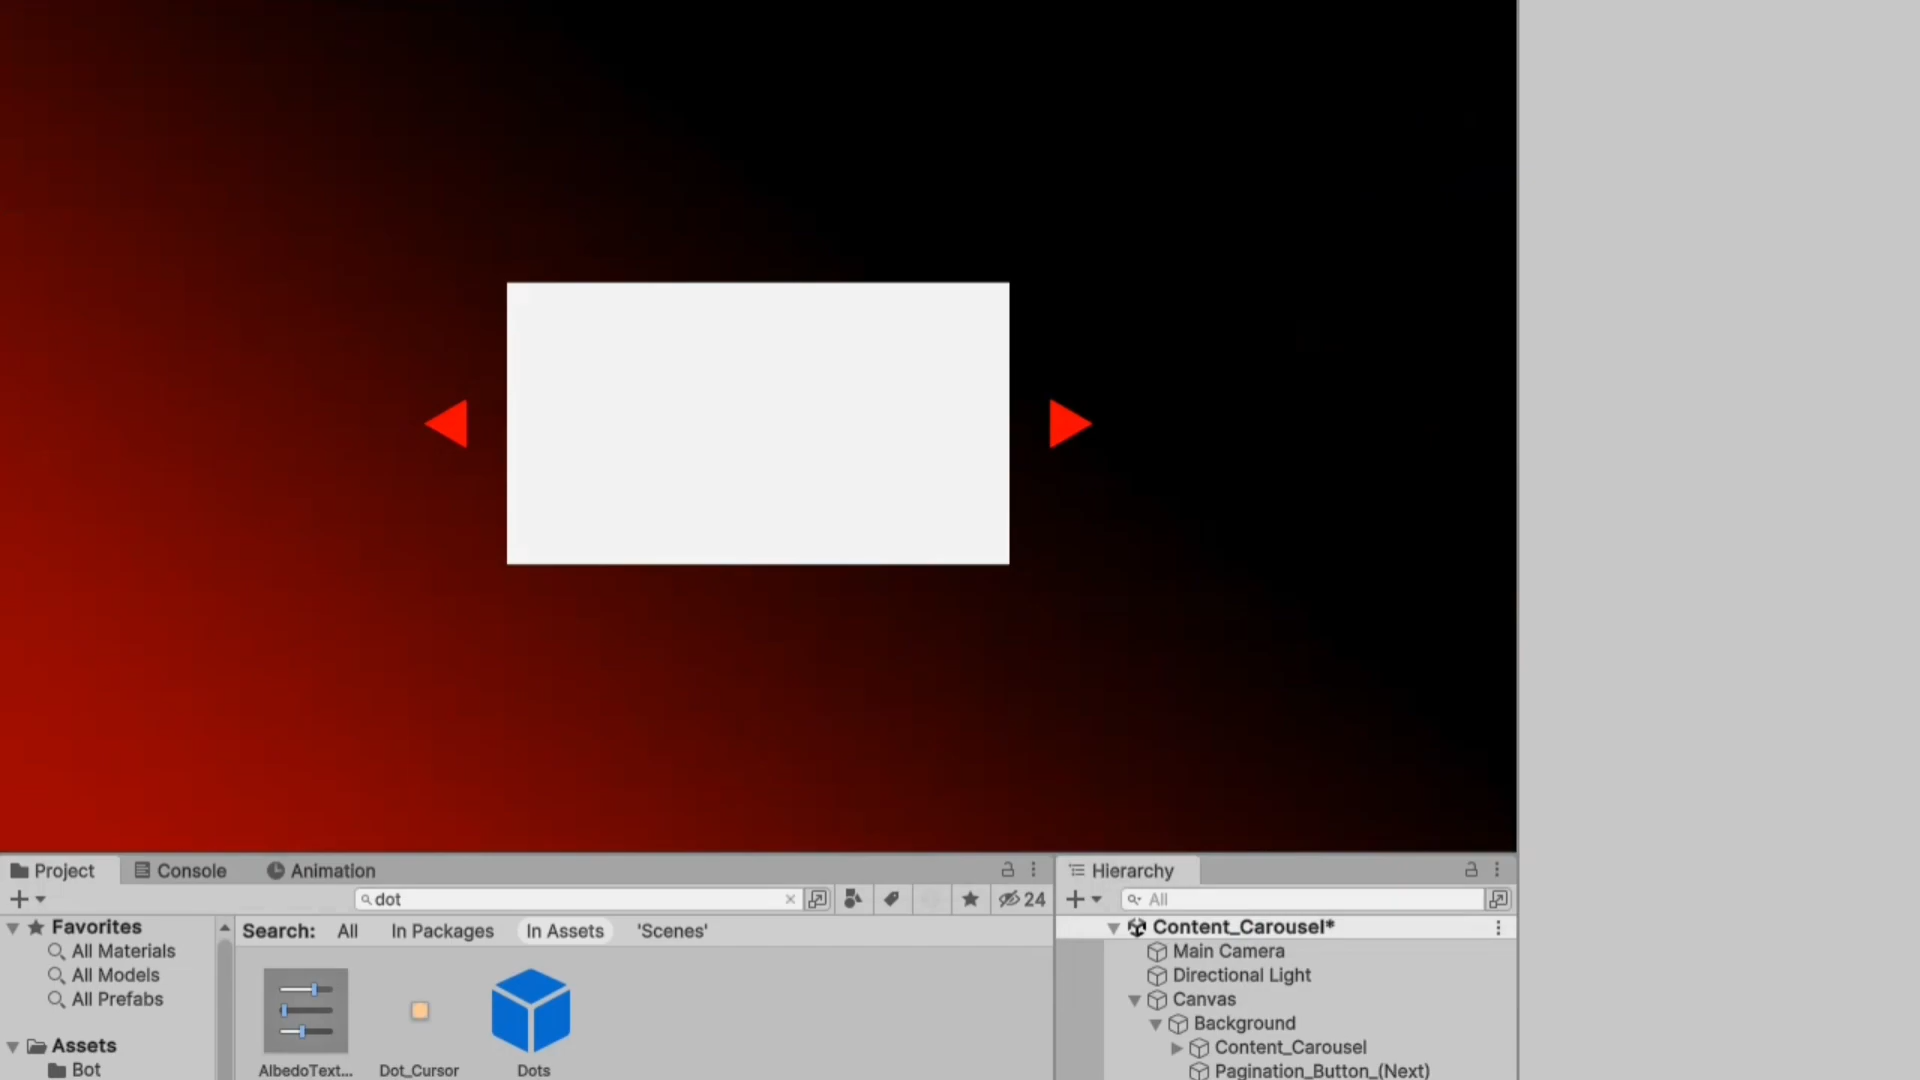 Project
Console
Animation
dot
24
Favorites
All Materials
All Models
All Prefabs
Assets
Bot
Search: All In Packages In Assets 'Scenes'
AlbedoText... Dot_Cursor Dots
Hierarchy
All
Content_Carousel*
Main Camera
Directional Light
Canvas
Background
Content_Carousel
Pagination_Button_(Next)